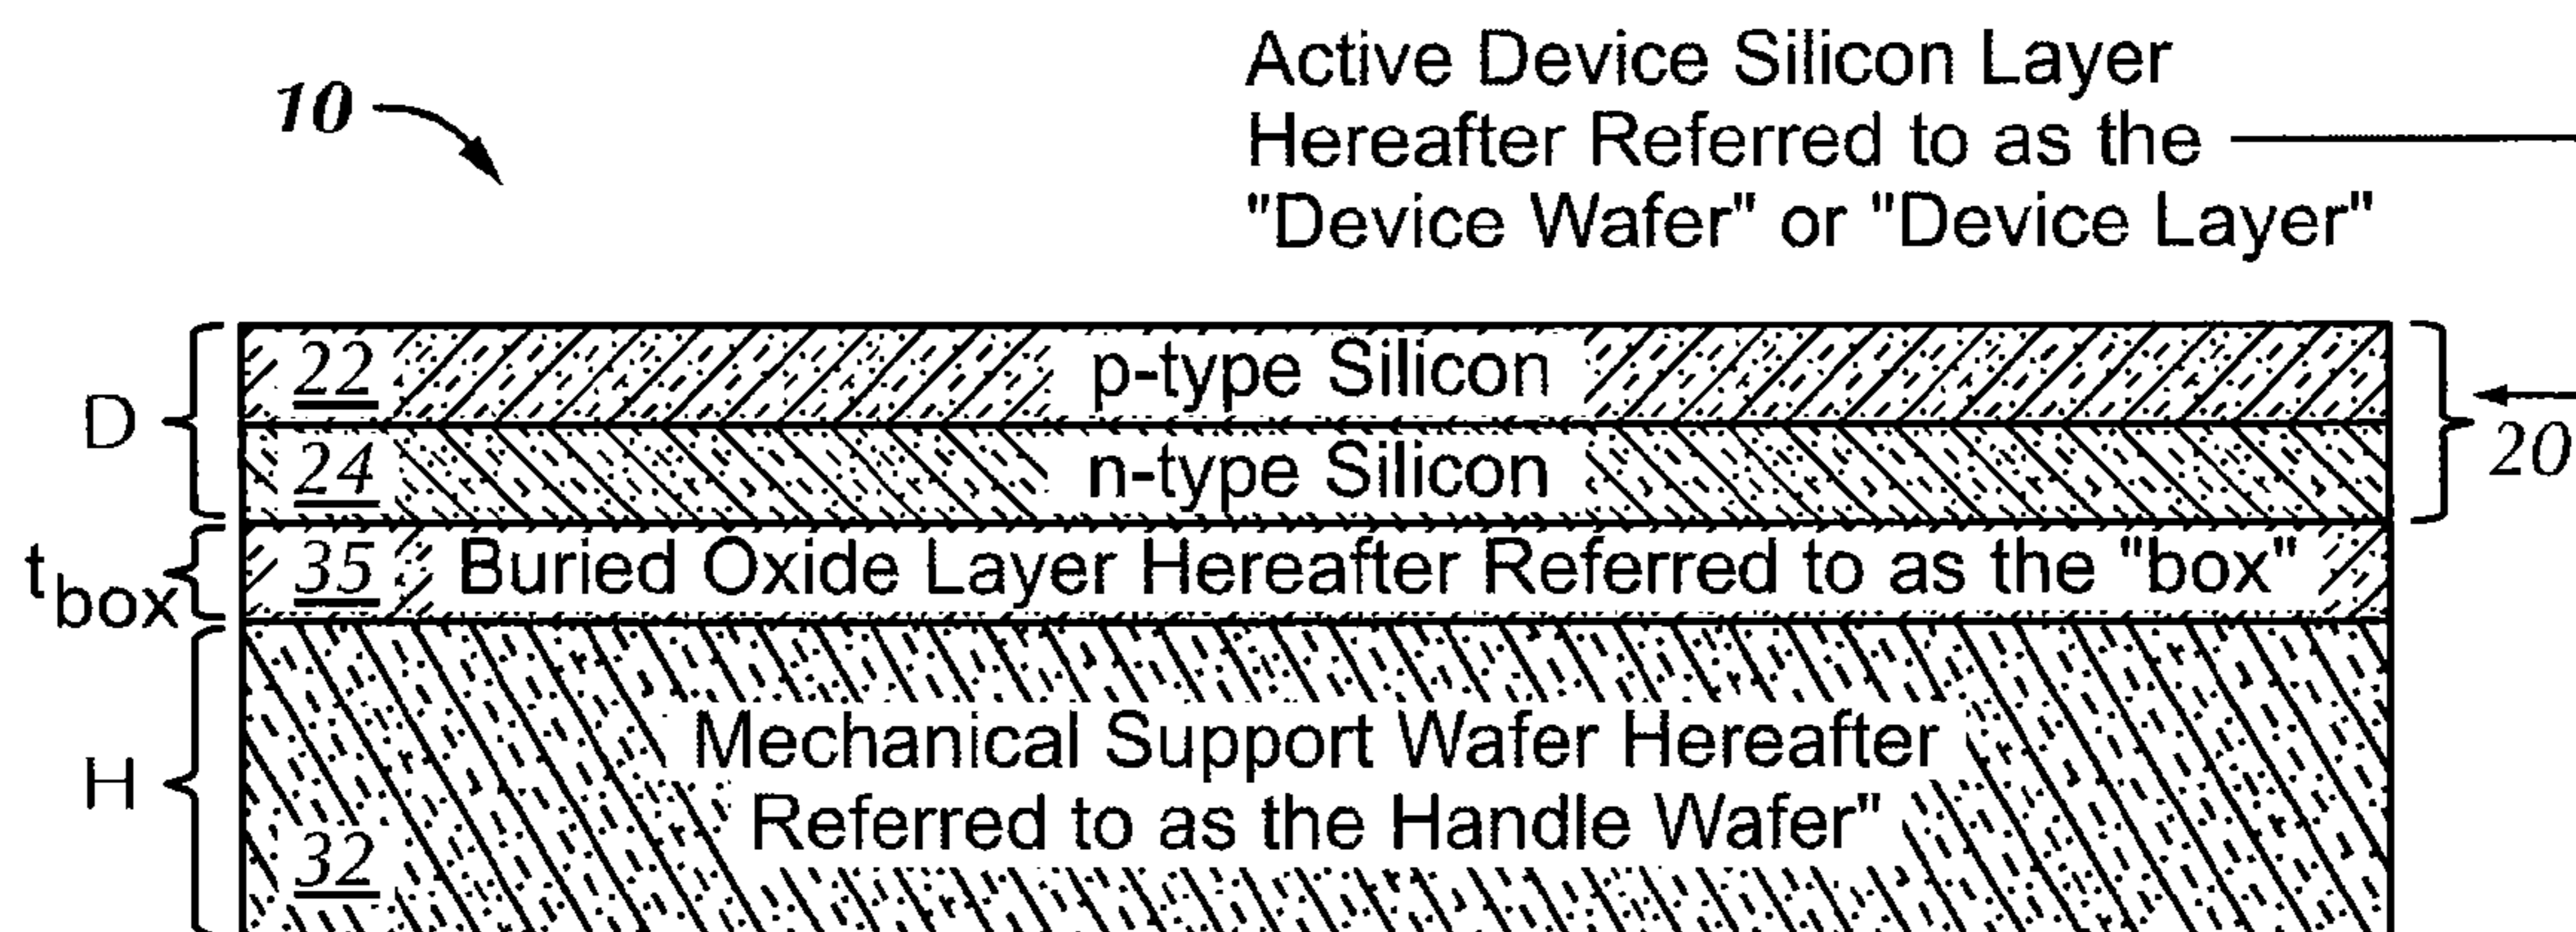 10
Active Device Silicon Layer
Hereafter Referred to as the
"Device Wafer" or "Device Layer"
D
22
p-type Silicon
24
n-type Silicon
20
t box
35
Buried Oxide Layer Hereafter Referred to as the "box"
H
Mechanical Support Wafer Hereafter
Referred to as the Handle Wafer"
32